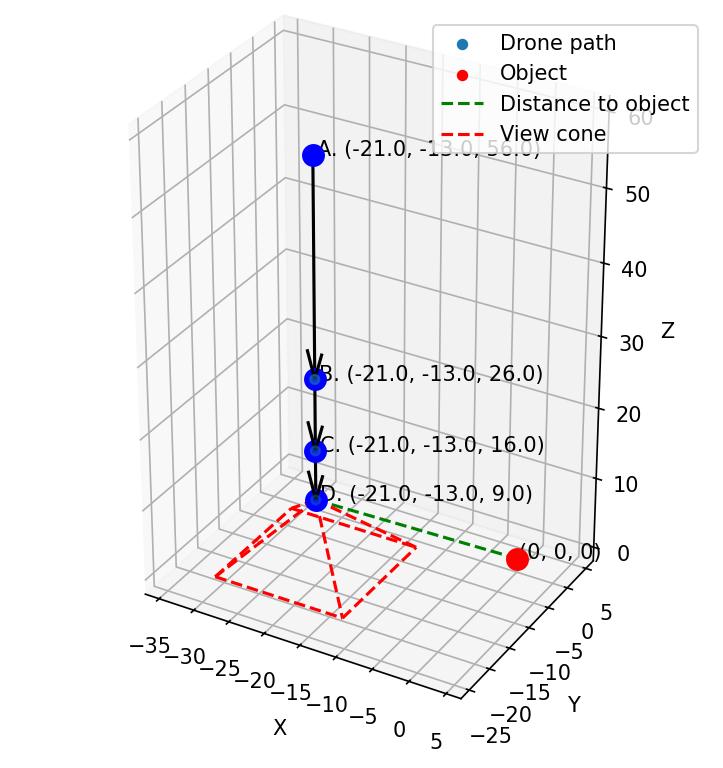 Drone path
Object
Distance to object
View cone
A. (-21.0, -13.0, 56.0)
B. (-21.0, -13.0, 26.0)
C. (-21.0, -13.0, 16.0)
D. (-21.0, -13.0, 9.0)
(0, 0, 0)
60
50
40
30
20
10
0
Z
5
0
−5
−10
−15
−20
−25
Y
−35
−30
−25
−20
−15
−10
−5
0
5
X